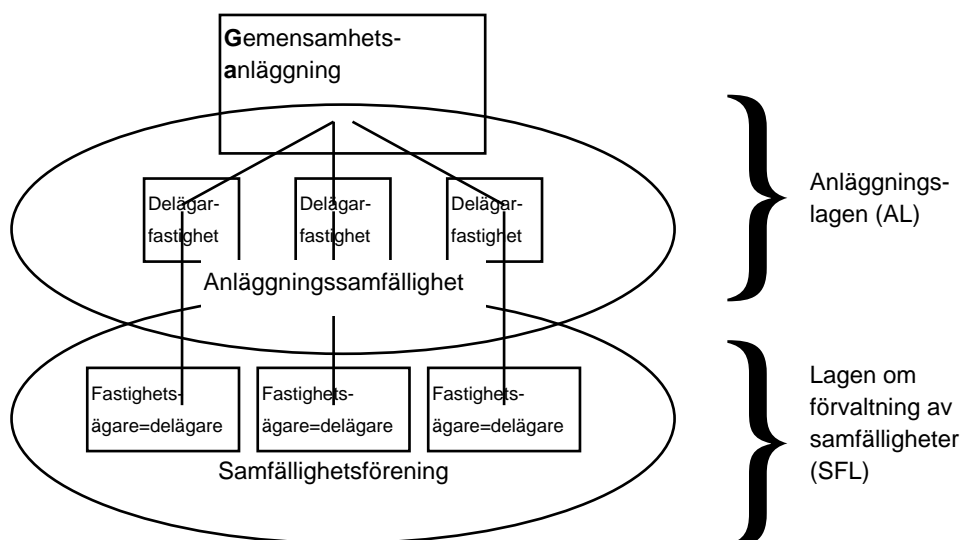 Gemensamhets-
anläggning
Delägar-
fastighet
Delägar-
fastighet
Delägar-
fastighet
Anläggningssamfällighet
Anläggnings-
lagen (AL)
Fastighets-
ägare=delägare
Fastighets-
ägare=delägare
Fastighets-
ägare=delägare
Samfällighetsförening
Lagen om
förvaltning av
samfälligheter
(SFL)